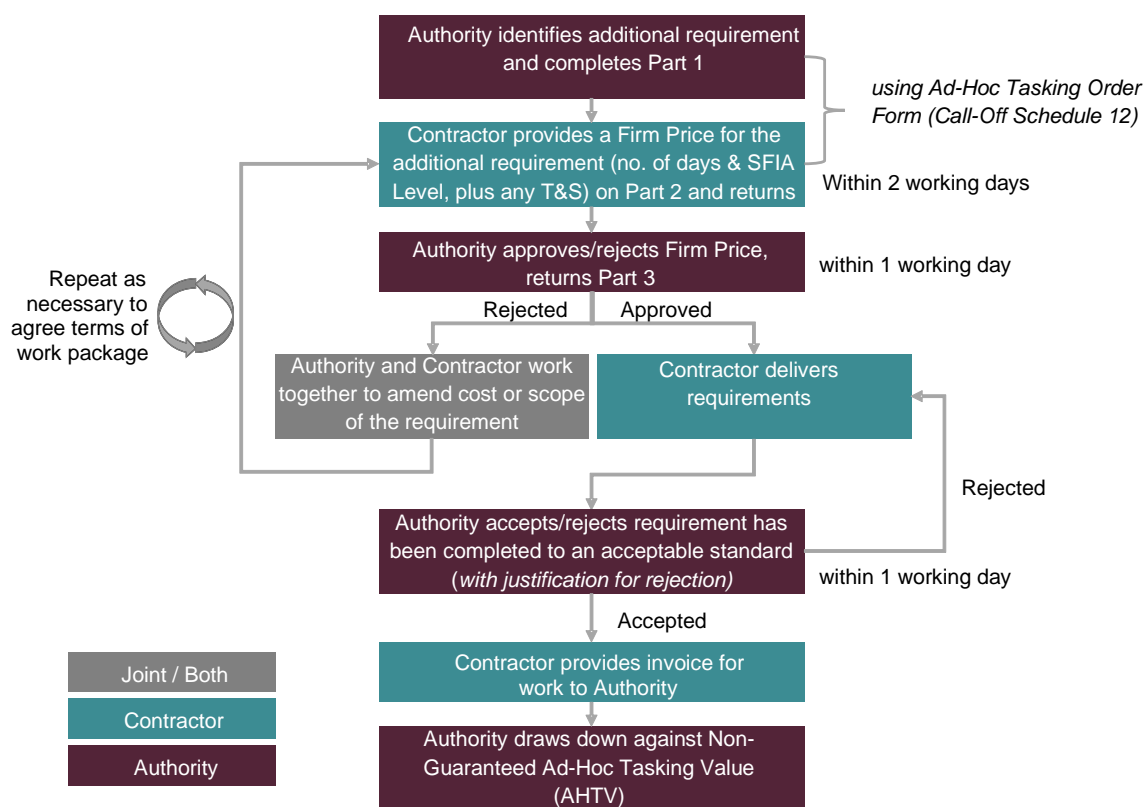 Authority identifies additional requirement
and completes Part 1
using Ad-Hoc Tasking Order
Form (Call-Off Schedule 12)
Contractor provides a Firm Price for the
additional requirement (no. of days & SFIA
Level, plus any T&S) on Part 2 and returns
Within 2 working days
Authority approves/rejects Firm Price,
returns Part 3
within 1 working day
Repeat as
necessary to
agree terms of
work package
Rejected
Approved
Authority and Contractor work
together to amend cost or scope
of the requirement
Contractor delivers
requirements
Rejected
Authority accepts/rejects requirement has
been completed to an acceptable standard
(with justification for rejection)
within 1 working day
Accepted
Contractor provides invoice for
work to Authority
Authority draws down against Non-
Guaranteed Ad-Hoc Tasking Value
(AHTV)
Joint / Both
Contractor
Authority